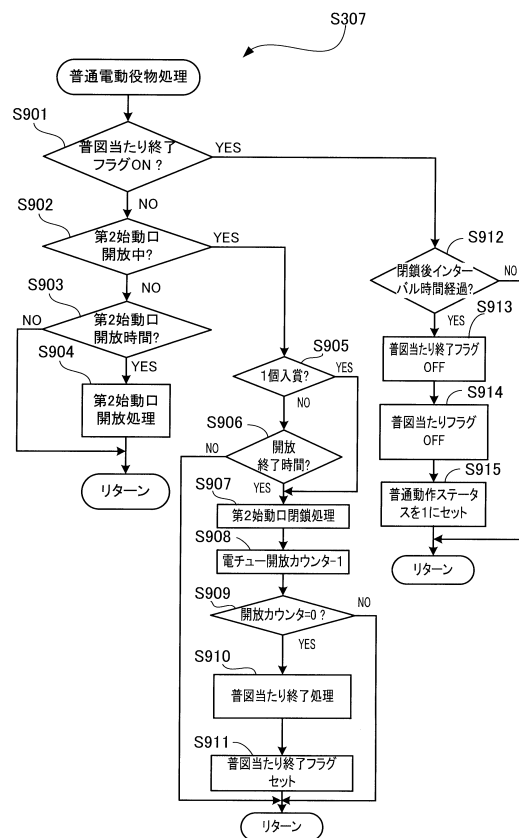 S307
普通電動役物処理
S901
普図当たり終了
フラグON?
YES
NO
S902
第2始動口
開放中?
YES
NO
S903
第2始動口
開放時間?
NO
YES
S904
第2始動口
開放処理
リターン
S905
1個入賞?
YES
NO
S906
開放
終了時間?
NO
YES
S907
第2始動口閉鎖処理
S908
電チュー開放カウンタ-1
S909
開放カウンタ=0?
NO
YES
S910
普図当たり終了処理
S911
普図当たり終了フラグ
セット
リターン
S912
閉鎖後インター
バル時間経過?
NO
YES
S913
普図当たり終了フラグ
OFF
S914
普図当たりフラグ
OFF
S915
普通動作ステータ
スを1にセット
リターン